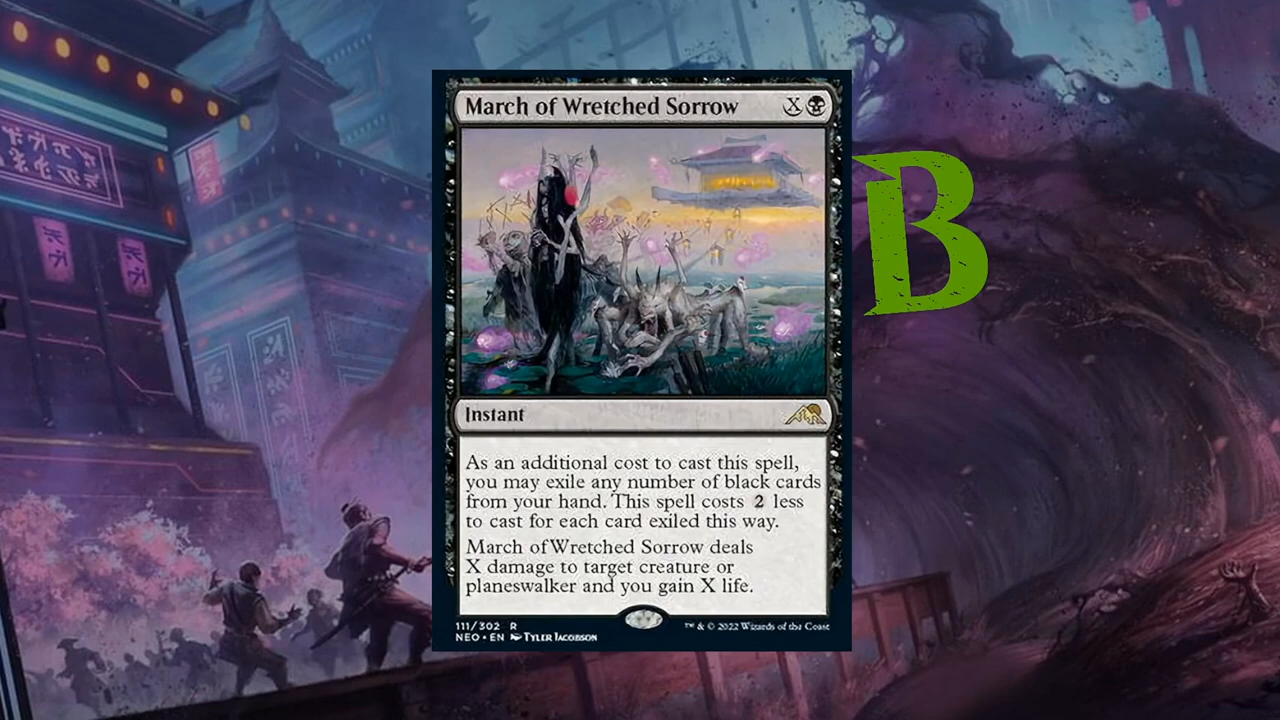 March of Wretched Sorrow X
B
Instant
As an additional cost to cast this spell,
you may exile any number of black cards
from your hand. This spell costs 2 less
to cast for each card exiled this way.
March of Wretched Sorrow deals
X damage to target creature or
planeswalker and you gain X life.
111/302 R
NEO • EN TYLER JACOBSON
™ & © 2022 Wizards of the Coast